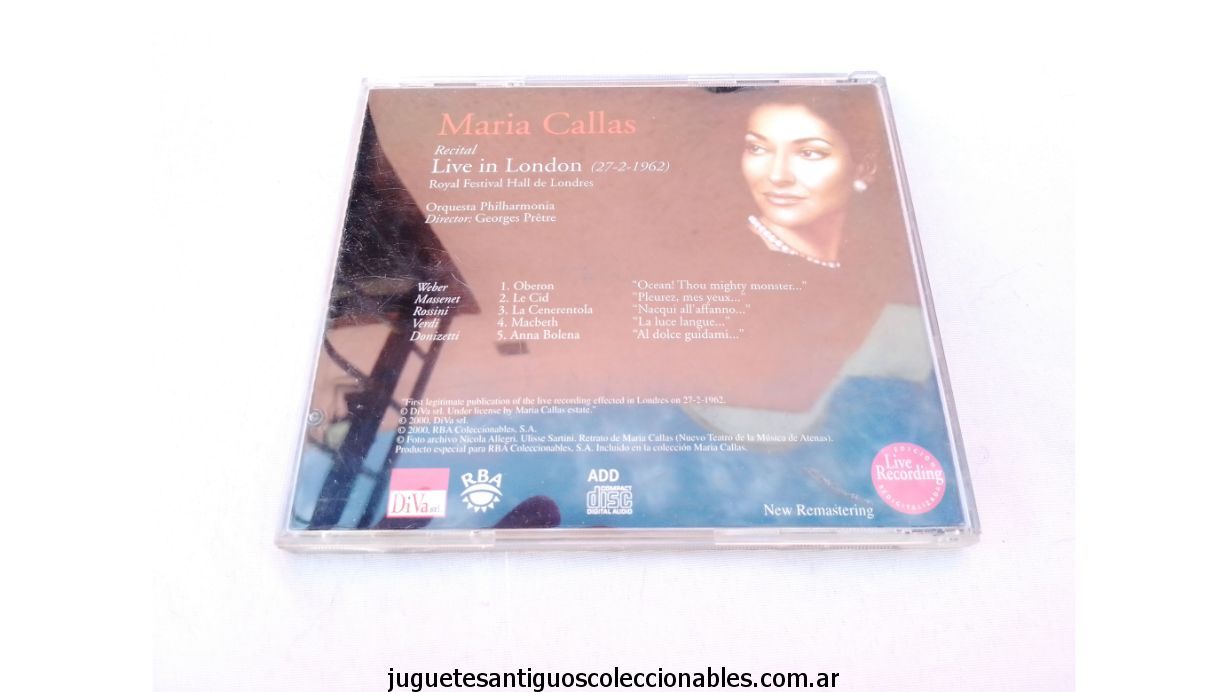 Maria Callas
Recital
Live in London (27-2-1962)
Royal Festival Hall de Londres
Orquesta Philharmonia
Director: Georges Prêtre
Weber 1. Oberon "Ocean! Thou mighty monster..."
Massenet 2. Le Cid "Pleurez, mes yeux..."
Rossini 3. La Cenerentola "Nacqui all'affanno..."
Verdi 4. Macbeth "La luce langue..."
Donizetti 5. Anna Bolena "Al dolce guidami..."
"First legitimate publication of the live recording effected in Londres on 27-2-1962.
© DiVa srl. Under license by Maria Callas estate."
© 2000, DiVa srl.
© 2000, RBA Coleccionables, S.A.
© Foto archivo Nicola Allegri. Ulisse Sartini. Retrato de Maria Callas (Nuevo Teatro de la Música de Atenas).
Producto especial para RBA Coleccionables, S.A. Incluido en la colección Maria Callas.
DiVa srl.
RBA
ADD
COMPACT
disc
DIGITAL AUDIO
New Remastering
EDICIÓN
Live
Recording
REDIGITALIZADA
juguetesantiguoscoleccionables.com.ar